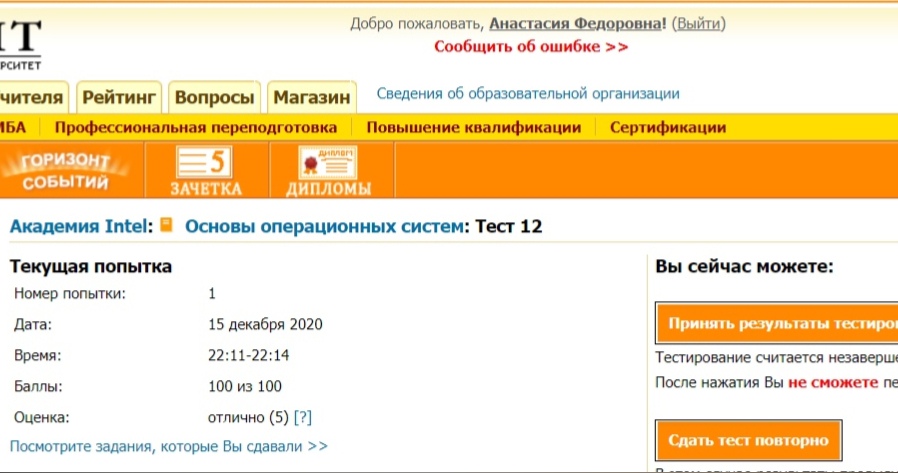 ИТ
РСИТЕТ
Добро пожаловать, Анастасия Федоровна! (Выйти)
Сообщить об ошибке >>
чителя Рейтинг Вопросы Магазин Сведения об образовательной организации
МБА Профессиональная переподготовка Повышение квалификации Сертификации
ГОРИЗОНТ СОБЫТИЙ
5 ЗАЧЕТКА
ДИПЛОМ ДИПЛОМЫ
Академия Intel: Основы операционных систем: Тест 12
Текущая попытка
Номер попытки: 1
Дата: 15 декабря 2020
Время: 22:11-22:14
Баллы: 100 из 100
Оценка: отлично (5) [?]
Посмотрите задания, которые Вы сдавали >>
Вы сейчас можете:
Принять результаты тестиро
Тестирование считается незаверше
После нажатия Вы не сможете пе
Сдать тест повторно